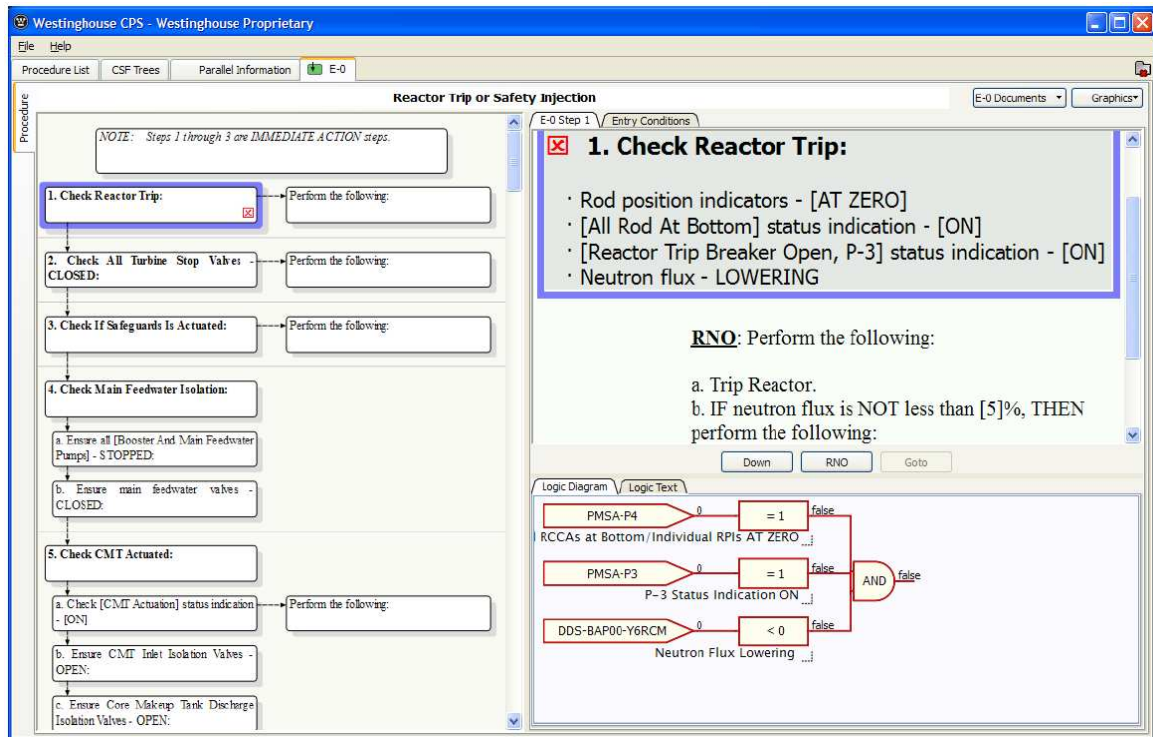 Westinghouse CPS - Westinghouse Proprietary
File Help
Procedure List CSF Trees Parallel Information E-0
Procedure
Reactor Trip or Safety Injection
E-0 Documents Graphics
NOTE: Steps 1 through 3 are IMMEDIATE ACTION steps.
1. Check Reactor Trip:
Perform the following:
2. Check All Turbine Stop Valves -
CLOSED:
Perform the following:
3. Check If Safeguards Is Actuated:
Perform the following:
4. Check Main Feedwater Isolation:
a. Ensure all [Booster And Main Feedwater
Pumps] - STOPPED:
b. Ensure main feedwater valves -
CLOSED:
5. Check CMT Actuated:
a. Check [CMT Actuation] status indication
- [ON]
Perform the following:
b. Ensure CMT Inlet Isolation Valves -
OPEN:
c. Ensure Core Makeup Tank Discharge
Isolation Valves - OPEN:
E-0 Step 1 Entry Conditions
1. Check Reactor Trip:
· Rod position indicators - [AT ZERO]
· [All Rod At Bottom] status indication - [ON]
· [Reactor Trip Breaker Open, P-3] status indication - [ON]
· Neutron flux - LOWERING
RNO: Perform the following:
a. Trip Reactor.
b. IF neutron flux is NOT less than [5]%, THEN
perform the following:
Down RNO Goto
Logic Diagram Logic Text
PMSA-P4 0 = 1 false
RCCAs at Bottom/Individual RPIs AT ZERO ...
PMSA-P3 0 = 1 false
P-3 Status Indication ON ...
AND false
DDS-BAP00-Y6RCM 0 < 0 false
Neutron Flux Lowering ...